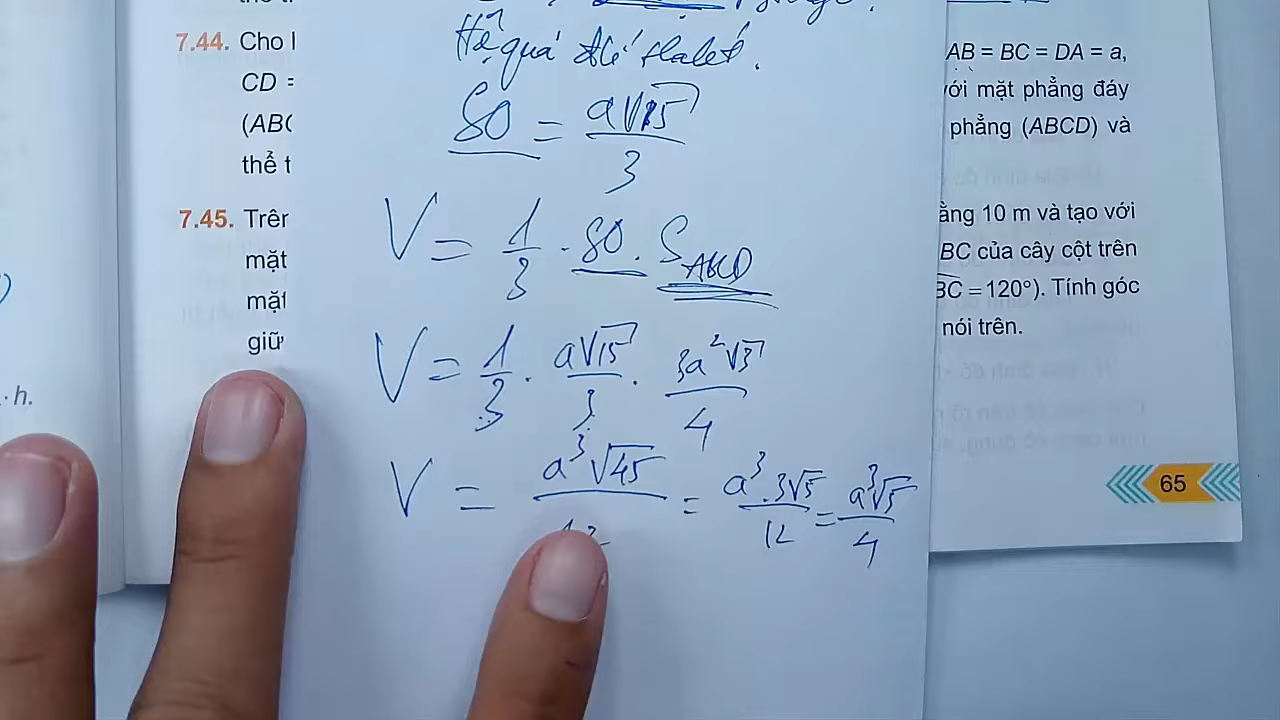 Hệ quả đlí talet.
7.44. Cho
CD =
(ABC
thể t
AB = BC = DA = a,
với mặt phẳng đáy
phẳng (ABCD) và
SO = a√15 / 3
V = 1/3 . SO . S_ABCD
7.45. Trên
mặt
mặt
giữ
ằng 10 m và tạo với
BC của cây cột trên
BC = 120°). Tính góc
nói trên.
V = 1/3 . a√15 / 3 . 3a²√3 / 4
V = a³√45 / 12 = a³.3√5 / 12 = a³√5 / 4
. h.
65